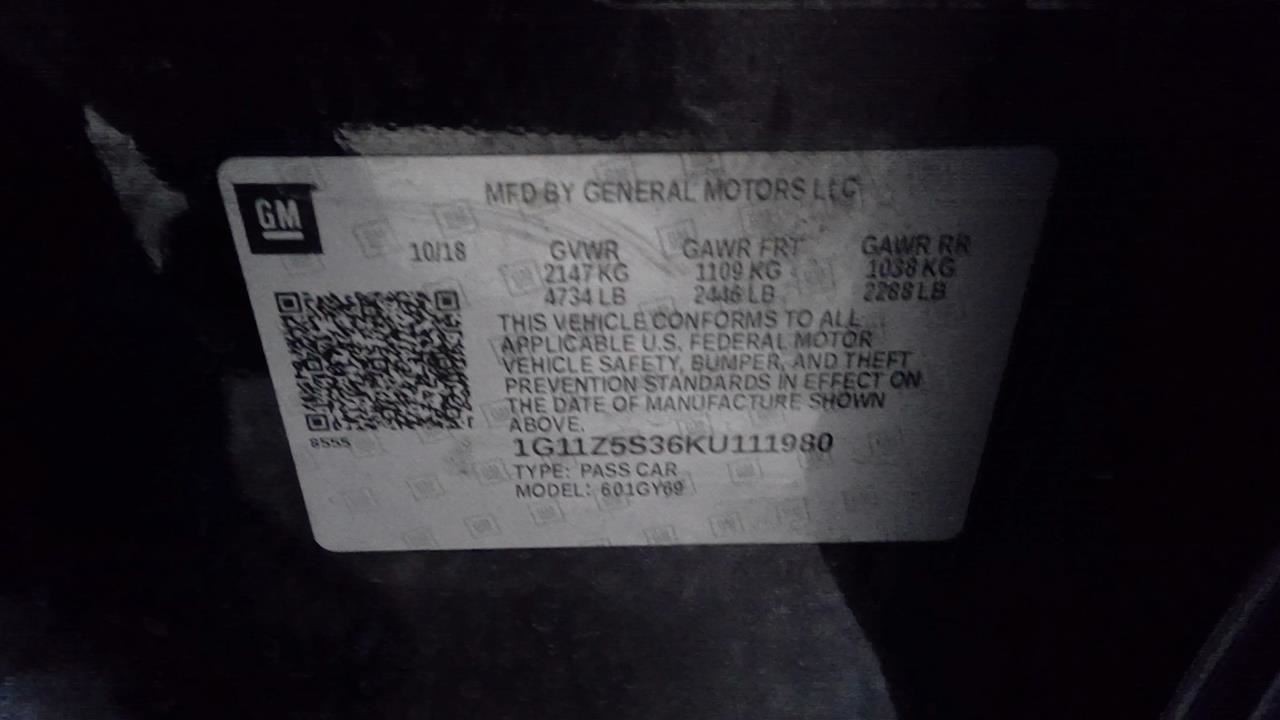 GM
MFD BY GENERAL MOTORS LLC
10/18 GVWR GAWR FRT GAWR RR
2147 KG 1109 KG 1038 KG
4734 LB 2446 LB 2288 LB
THIS VEHICLE CONFORMS TO ALL
APPLICABLE U.S. FEDERAL MOTOR
VEHICLE SAFETY, BUMPER, AND THEFT
PREVENTION STANDARDS IN EFFECT ON
THE DATE OF MANUFACTURE SHOWN
ABOVE.
8555
1G11Z5S36KU111980
TYPE: PASS CAR
MODEL: 601GY69